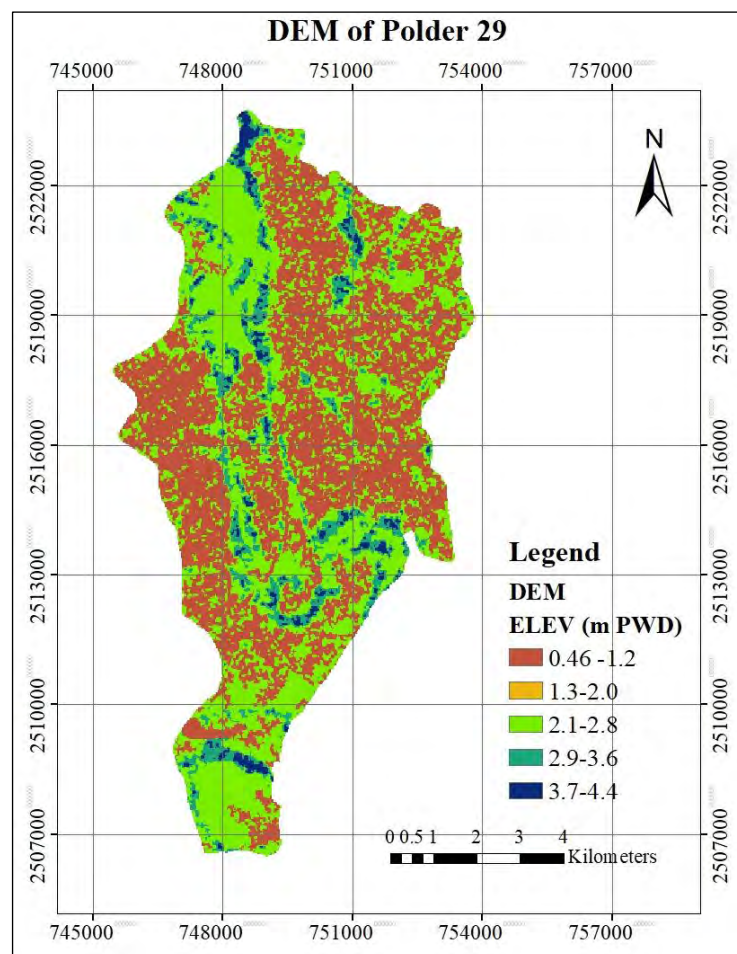 DEM of Polder 29
745000 748000 751000 754000 757000
N
2522000 2522000
2519000 2519000
2516000 2516000
2513000 2513000
2510000 2510000
2507000 2507000
Legend
DEM
ELEV (m PWD)
0.46 -1.2
1.3-2.0
2.1-2.8
2.9-3.6
3.7-4.4
0 0.5 1 2 3 4
Kilometers
745000 748000 751000 754000 757000